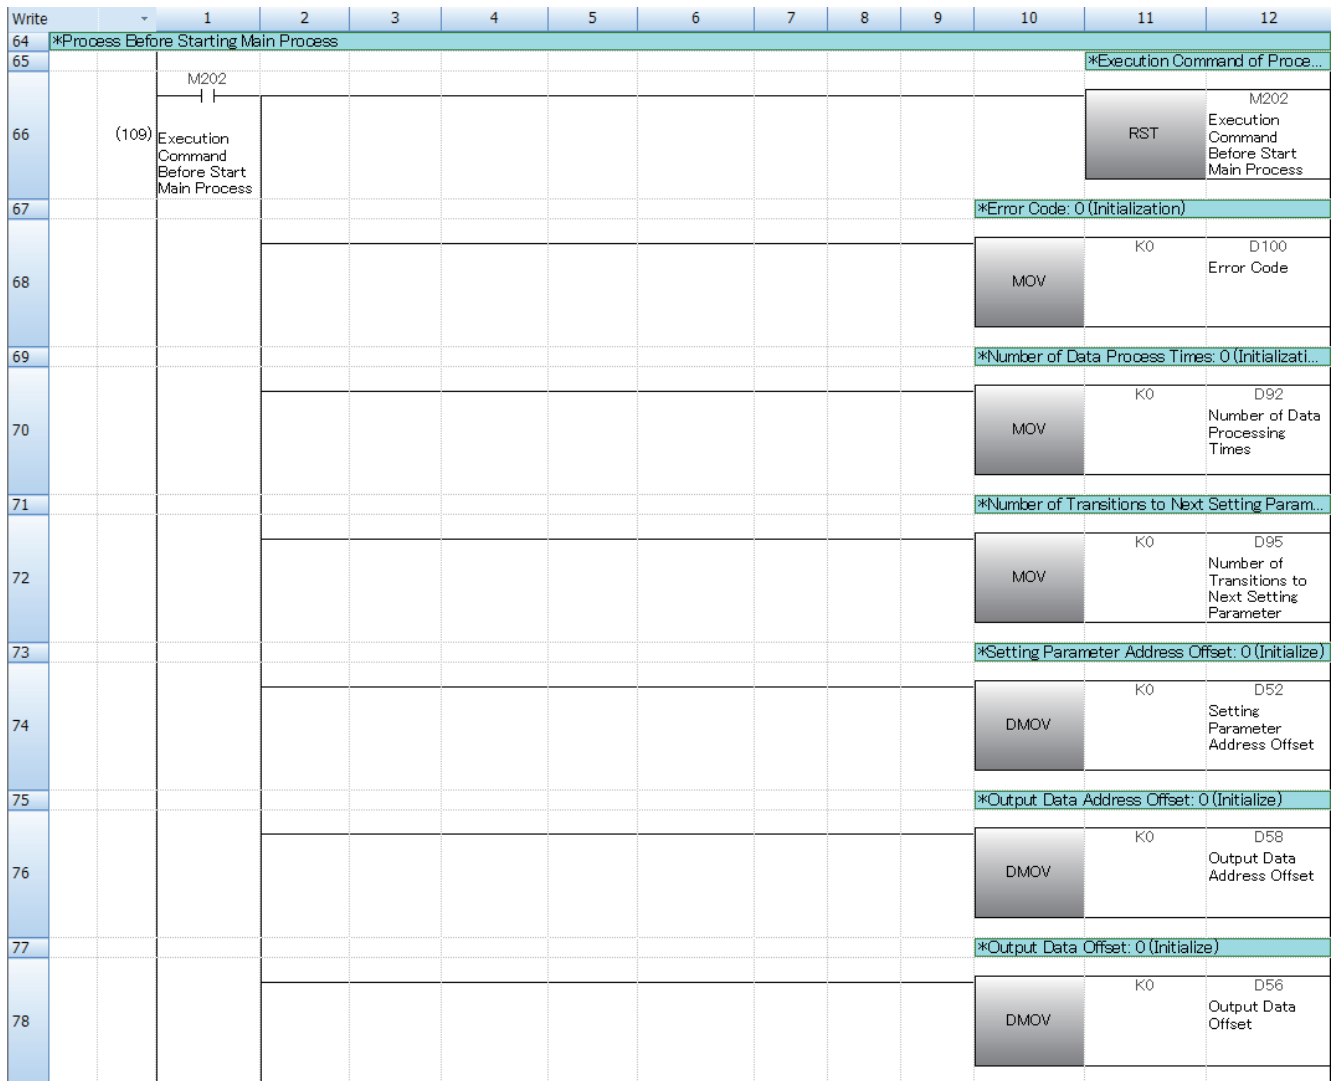 Write 1 2 3 4 5 6 7 8 9 10 11 12
64 *Process Before Starting Main Process
65 *Execution Command of Proce...
M202
M202
66 (109) Execution
Command
Before Start
Main Process
RST
Execution
Command
Before Start
Main Process
67 *Error Code: 0 (Initialization)
K0 D100
68 MOV Error Code
69 *Number of Data Process Times: 0 (Initializati...
K0 D92
70 MOV Number of Data
Processing
Times
71 *Number of Transitions to Next Setting Param...
K0 D95
72 MOV Number of
Transitions to
Next Setting
Parameter
73 *Setting Parameter Address Offset: 0 (Initialize)
K0 D52
74 DMOV Setting
Parameter
Address Offset
75 *Output Data Address Offset: 0 (Initialize)
K0 D58
76 DMOV Output Data
Address Offset
77 *Output Data Offset: 0 (Initialize)
K0 D56
78 DMOV Output Data
Offset